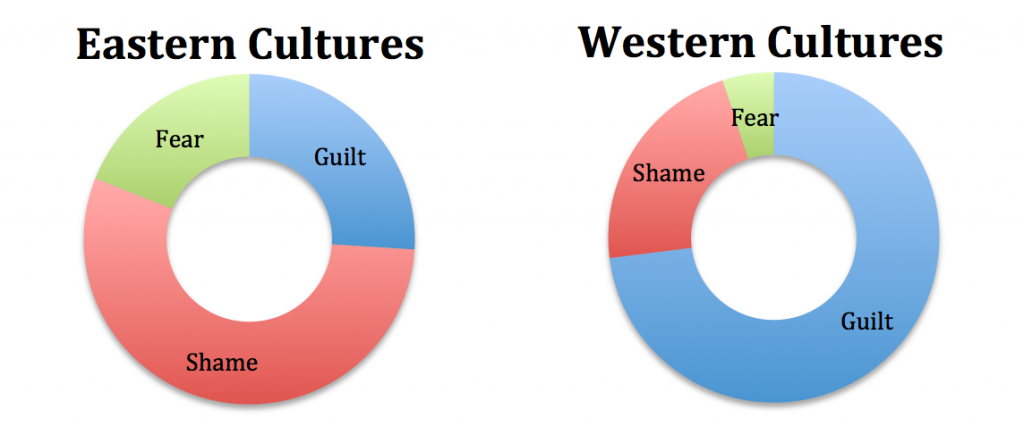 Eastern Cultures
Fear
Guilt
Shame
Western Cultures
Fear
Shame
Guilt